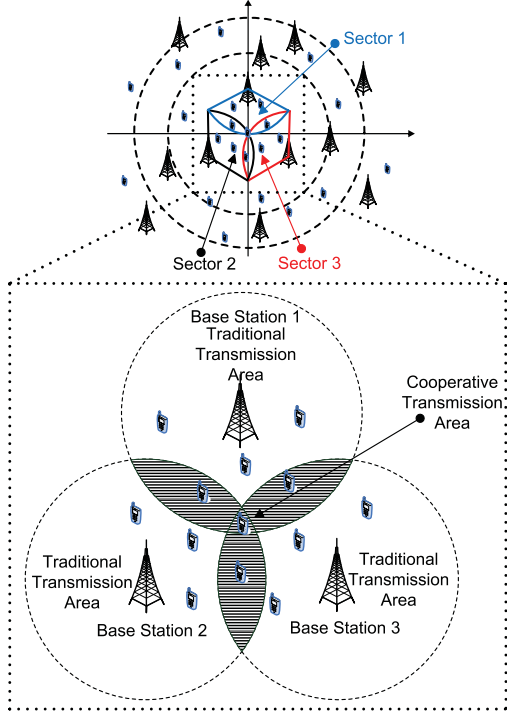 Sector 1
Sector 2
Sector 3
Base Station 1
Traditional
Transmission
Area
Cooperative
Transmission
Area
Traditional
Transmission
Area
Base Station 2
Traditional
Transmission
Area
Base Station 3